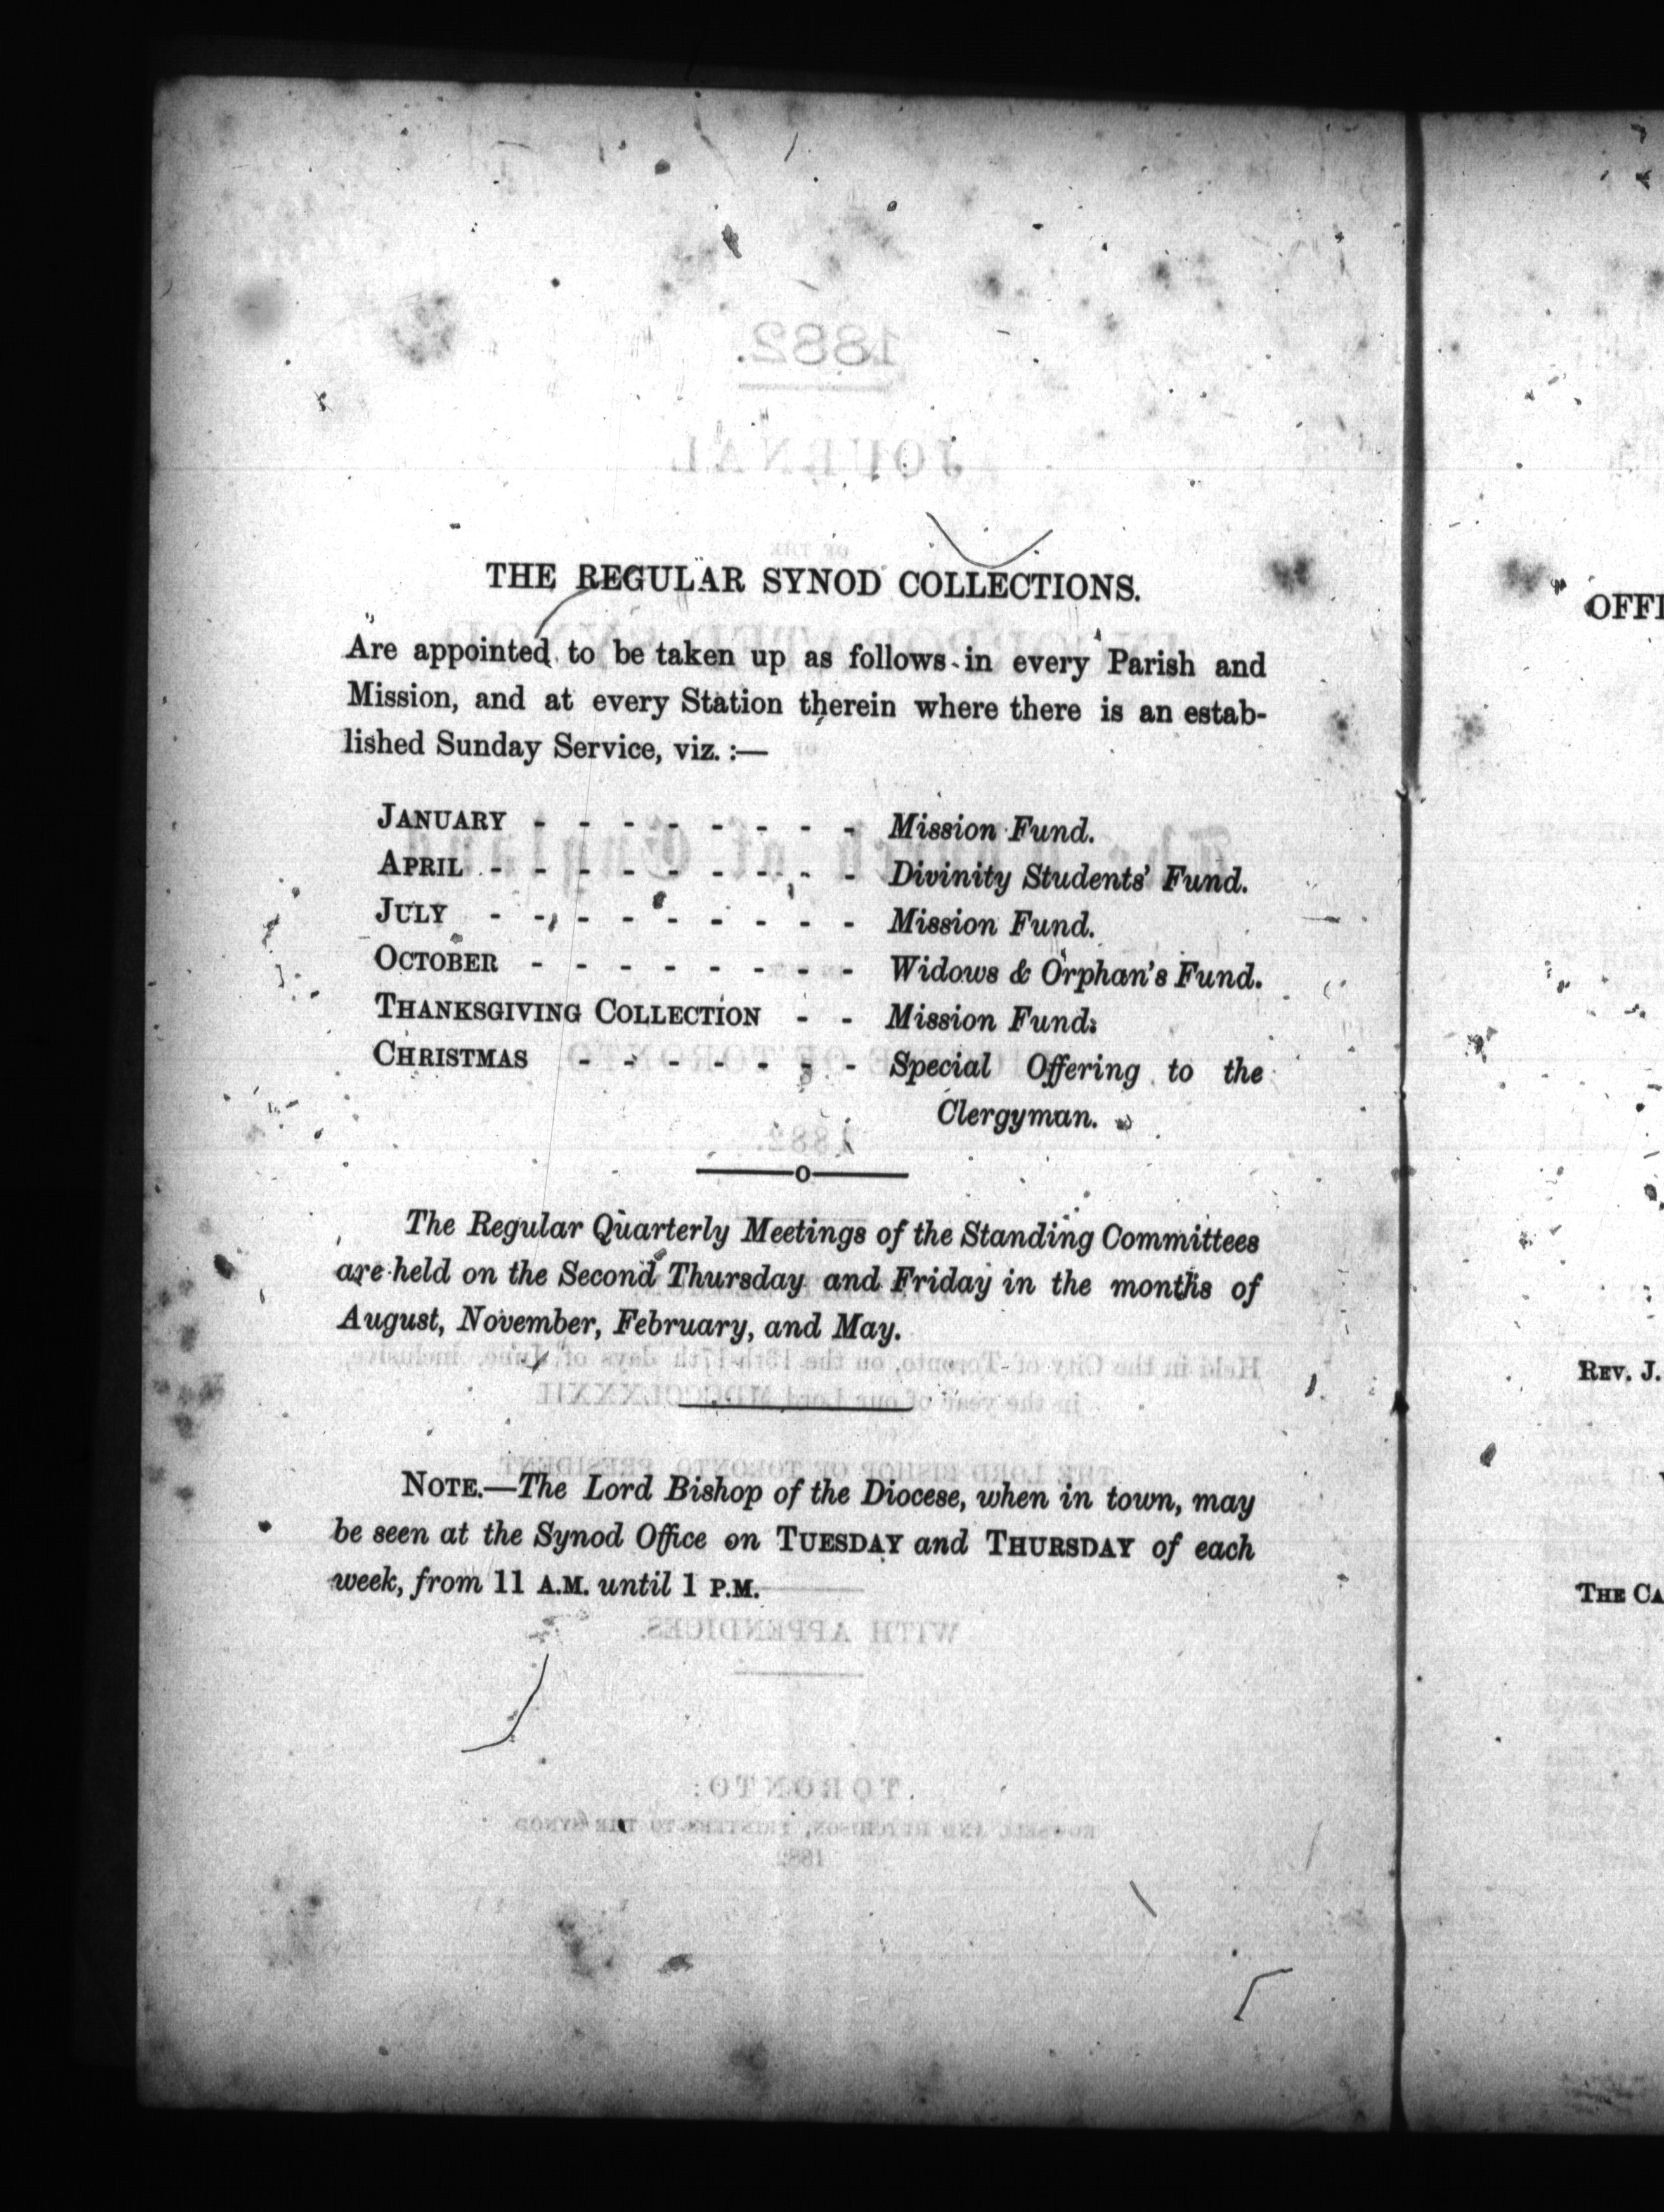 THE REGULAR SYNOD COLLECTIONS.
Are appointed to be taken up as follows in every Parish and
Mission, and at every Station therein where there is an estab-
lished Sunday Service, viz. :—
JANUARY - - - - - - - - Mission Fund.
APRIL - - - - - - - - - Divinity Students' Fund.
JULY - - - - - - - - - Mission Fund.
OCTOBER - - - - - - - - Widows & Orphan's Fund.
THANKSGIVING COLLECTION - - Mission Fund.
CHRISTMAS - - - - - - - Special Offering to the
Clergyman.
——o——
The Regular Quarterly Meetings of the Standing Committees
are held on the Second Thursday and Friday in the months of
August, November, February, and May.
NOTE.—The Lord Bishop of the Diocese, when in town, may
be seen at the Synod Office on TUESDAY and THURSDAY of each
week, from 11 A.M. until 1 P.M.
OFFI
REV. J.
THE CA